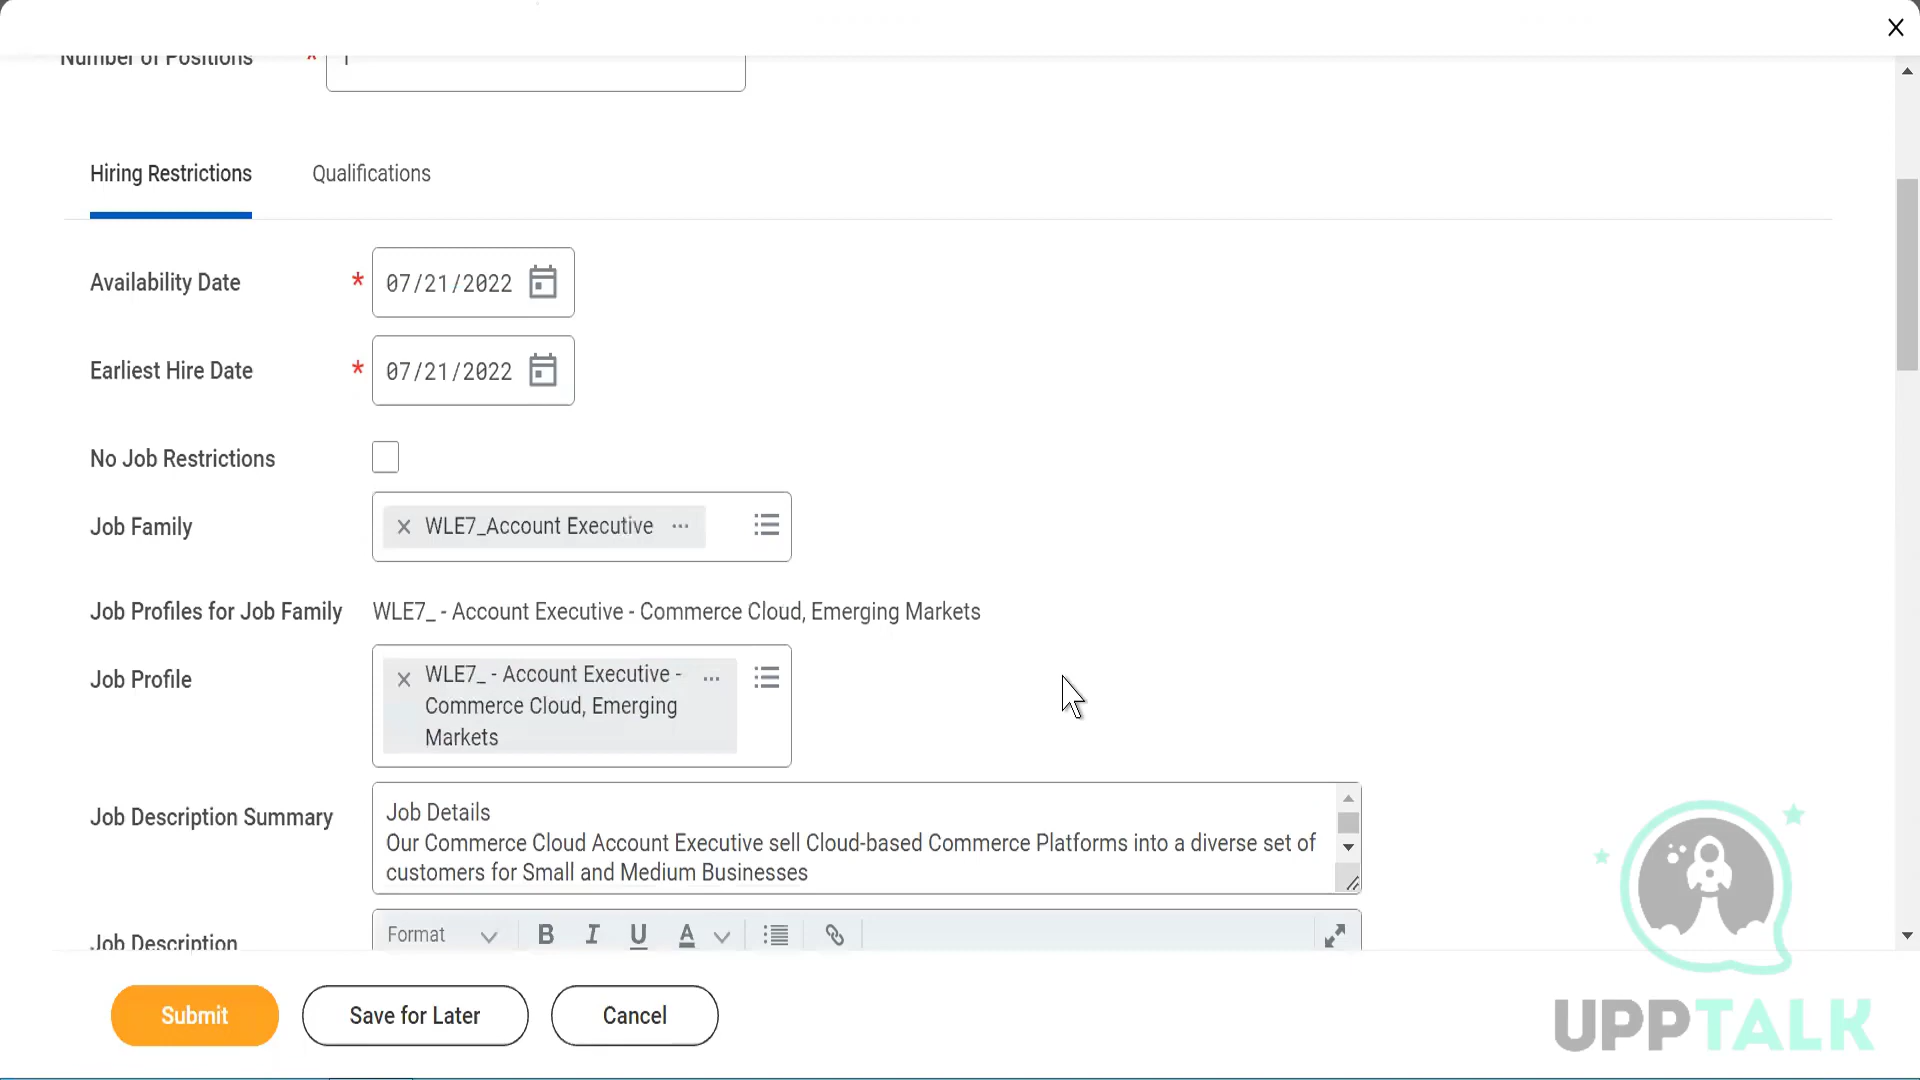 Number of Positions * 1
Hiring Restrictions Qualifications
Availability Date * 07/21/2022
Earliest Hire Date * 07/21/2022
No Job Restrictions
Job Family WLE7_Account Executive
Job Profiles for Job Family WLE7_ - Account Executive - Commerce Cloud, Emerging Markets
Job Profile WLE7_ - Account Executive -
Commerce Cloud, Emerging
Markets
Job Description Summary Job Details
Our Commerce Cloud Account Executive sell Cloud-based Commerce Platforms into a diverse set of
customers for Small and Medium Businesses
Job Description Format B I U A
Submit Save for Later Cancel
UPPTALK